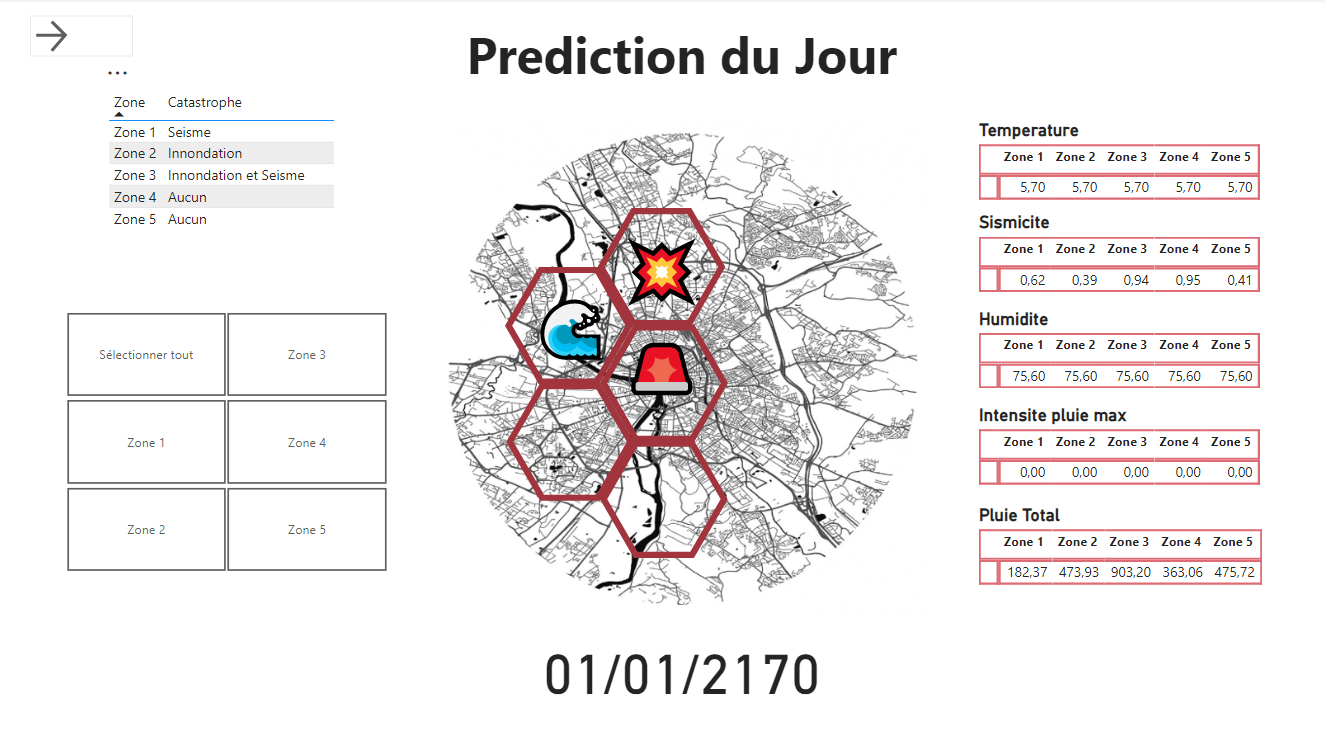 Prediction du Jour
...
Zone Catastrophe
Zone 1 Seisme
Zone 2 Innondation
Zone 3 Innondation et Seisme
Zone 4 Aucun
Zone 5 Aucun
Sélectionner tout Zone 3
Zone 1 Zone 4
Zone 2 Zone 5
Temperature
Zone 1 Zone 2 Zone 3 Zone 4 Zone 5
5,70 5,70 5,70 5,70 5,70
Sismicite
Zone 1 Zone 2 Zone 3 Zone 4 Zone 5
0,62 0,39 0,94 0,95 0,41
Humidite
Zone 1 Zone 2 Zone 3 Zone 4 Zone 5
75,60 75,60 75,60 75,60 75,60
Intensite pluie max
Zone 1 Zone 2 Zone 3 Zone 4 Zone 5
0,00 0,00 0,00 0,00 0,00
Pluie Total
Zone 1 Zone 2 Zone 3 Zone 4 Zone 5
182,37 473,93 903,20 363,06 475,72
01/01/2170